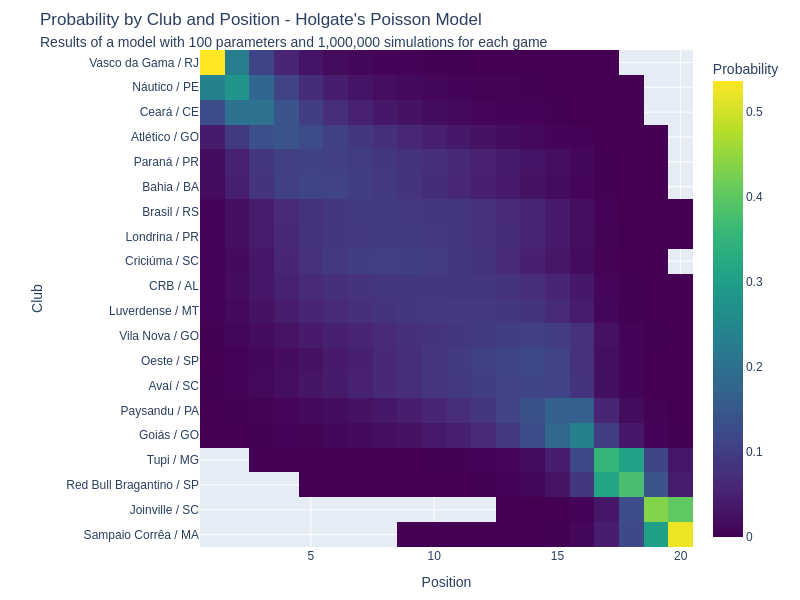 Probability by Club and Position - Holgate's Poisson Model
Results of a model with 100 parameters and 1,000,000 simulations for each game
Probability
Vasco da Gama / RJ
Náutico / PE
Ceará / CE
Atlético / GO
Paraná / PR
Bahia / BA
Brasil / RS
Londrina / PR
Criciúma / SC
CRB / AL
Luverdense / MT
Vila Nova / GO
Oeste / SP
Avaí / SC
Paysandu / PA
Goiás / GO
Tupi / MG
Red Bull Bragantino / SP
Joinville / SC
Sampaio Corrêa / MA
Club
5
10
15
20
Position
0.5
0.4
0.3
0.2
0.1
0